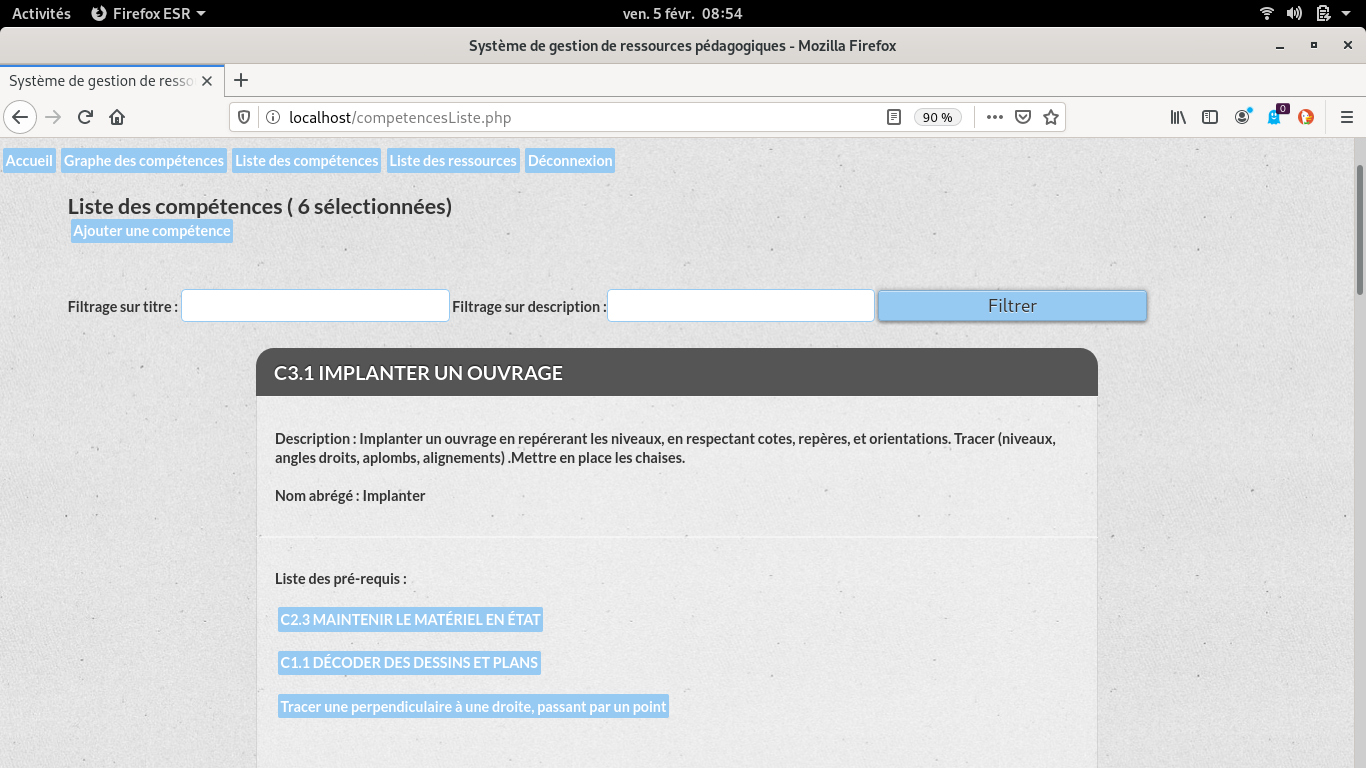 Activités Firefox ESR ven. 5 févr. 08:54
Système de gestion de ressources pédagogiques - Mozilla Firefox
Système de gestion de resso
localhost/competencesListe.php 90 % 0
Accueil Graphe des compétences Liste des compétences Liste des ressources Déconnexion
Liste des compétences ( 6 sélectionnées)
Ajouter une compétence
Filtrage sur titre : Filtrage sur description : Filtrer
C3.1 IMPLANTER UN OUVRAGE
Description : Implanter un ouvrage en repérerant les niveaux, en respectant cotes, repères, et orientations. Tracer (niveaux,
angles droits, aplombs, alignements) .Mettre en place les chaises.
Nom abrégé : Implanter
Liste des pré-requis :
C2.3 MAINTENIR LE MATÉRIEL EN ÉTAT
C1.1 DÉCODER DES DESSINS ET PLANS
Tracer une perpendiculaire à une droite, passant par un point